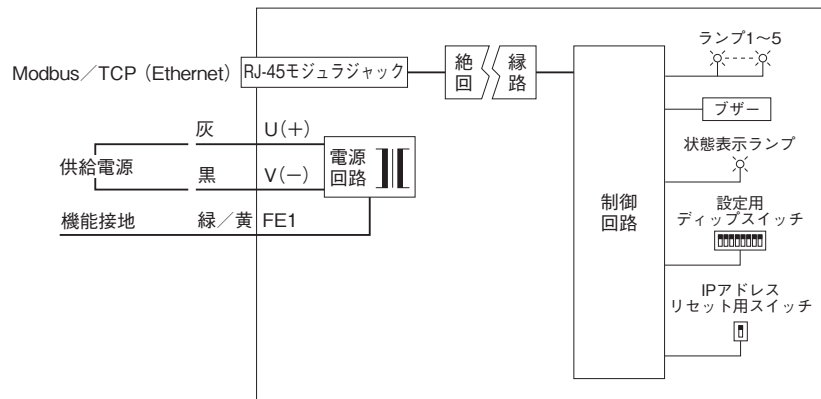 Modbus／TCP（Ethernet）
RJ-45モジュラジャック
絶縁
回路
供給電源
灰
U（＋）
黒
V（－）
電源
回路
機能接地
緑／黄
FE1
制御
回路
ランプ1～5
ブザー
状態表示ランプ
設定用
ディップスイッチ
IPアドレス
リセット用スイッチ